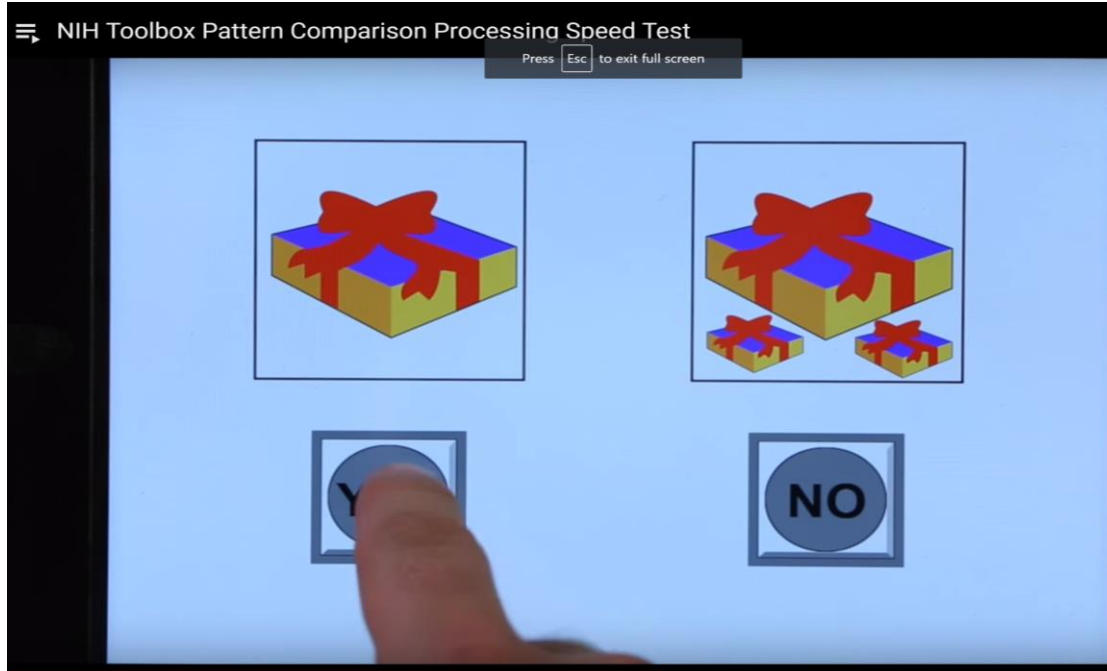 NIH Toolbox Pattern Comparison Processing Speed Test
Press Esc to exit full screen
NO